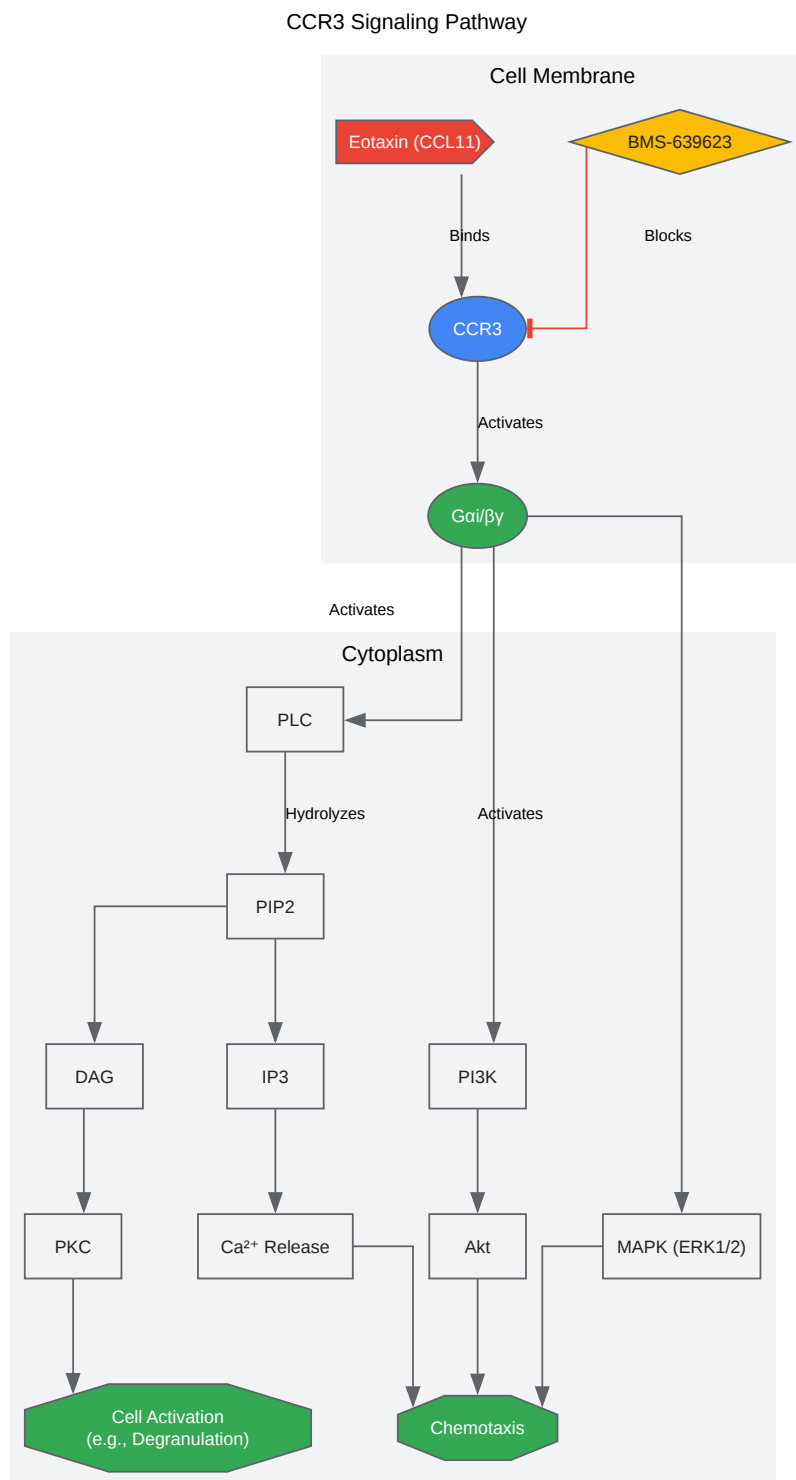 CCR3 Signaling Pathway
Cell Membrane
Eotaxin (CCL11)
BMS-639623
Binds
Blocks
CCR3
Activates
Gαi/βγ
Activates
Cytoplasm
PLC
Hydrolyzes
Activates
PIP2
DAG
IP3
PI3K
PKC
Ca²⁺ Release
Akt
MAPK (ERK1/2)
Cell Activation
(e.g., Degranulation)
Chemotaxis